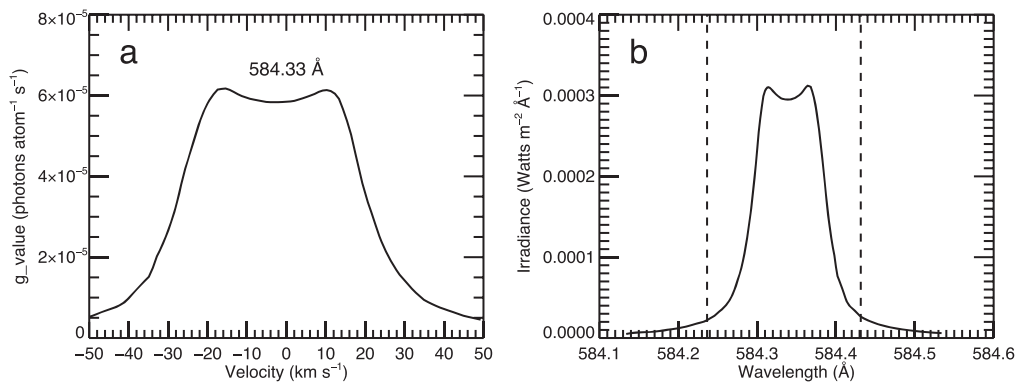 a
584.33 Å
g_value (photons atom⁻¹ s⁻¹)
8×10⁻⁵
6×10⁻⁵
4×10⁻⁵
2×10⁻⁵
0
−50 −40 −30 −20 −10 0 10 20 30 40 50
Velocity (km s⁻¹)
b
Irradiance (Watts m⁻² Å⁻¹)
0.0004
0.0003
0.0002
0.0001
0.0000
584.1 584.2 584.3 584.4 584.5 584.6
Wavelength (Å)